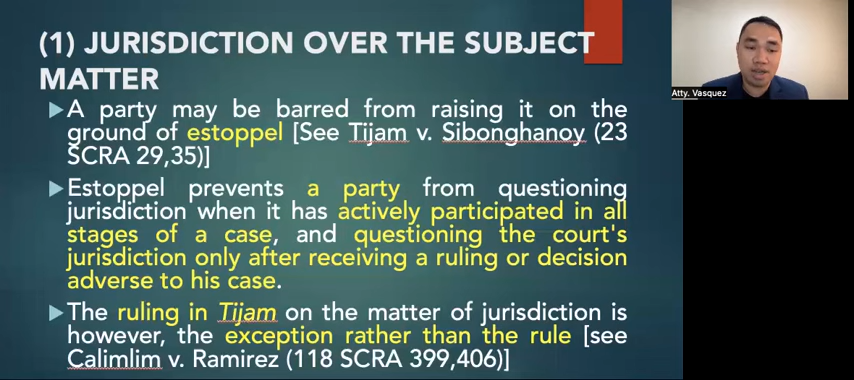 (1) JURISDICTION OVER THE SUBJECT
MATTER
A party may be barred from raising it on the
ground of estoppel [See Tijam v. Sibonghanoy (23
SCRA 29,35)]
Estoppel prevents a party from questioning
jurisdiction when it has actively participated in all
stages of a case, and questioning the court's
jurisdiction only after receiving a ruling or decision
adverse to his case.
The ruling in Tijam on the matter of jurisdiction is
however, the exception rather than the rule [see
Calimlim v. Ramirez (118 SCRA 399,406)]
Atty. Vasquez